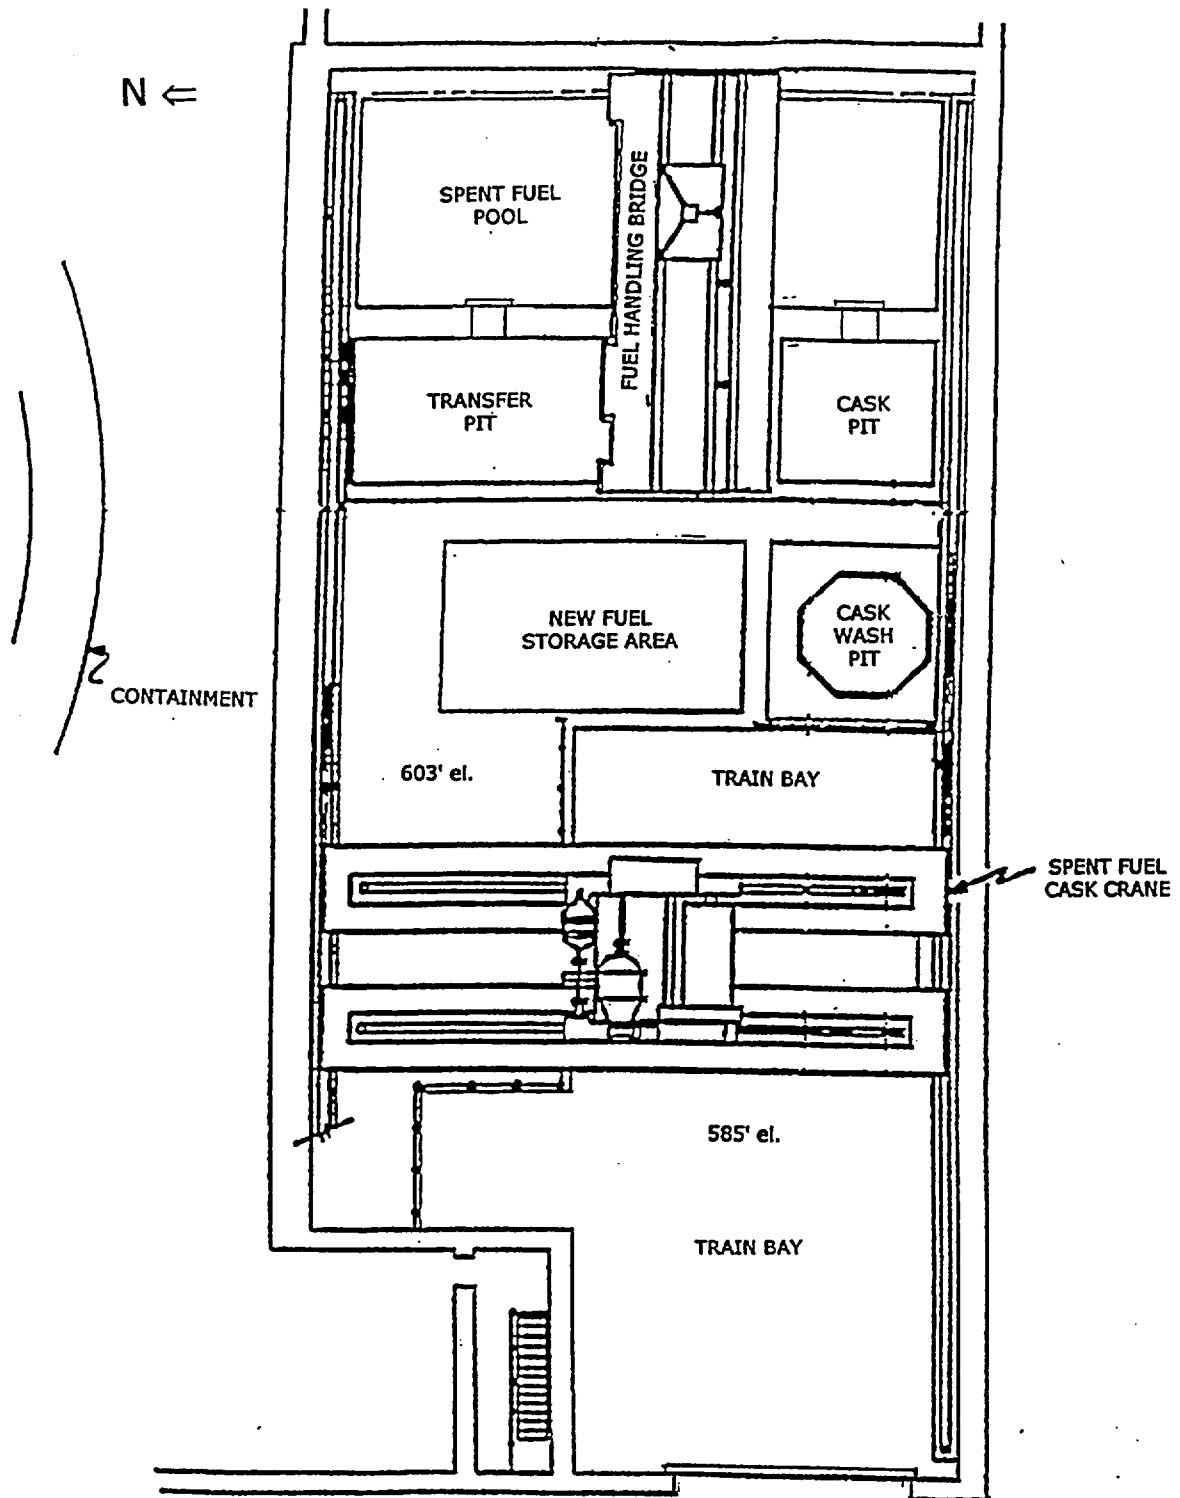 N ⇐
SPENT FUEL
POOL
FUEL HANDLING BRIDGE
TRANSFER
PIT
CASK
PIT
NEW FUEL
STORAGE AREA
CASK
WASH
PIT
CONTAINMENT
603' el.
TRAIN BAY
SPENT FUEL
CASK CRANE
585' el.
TRAIN BAY